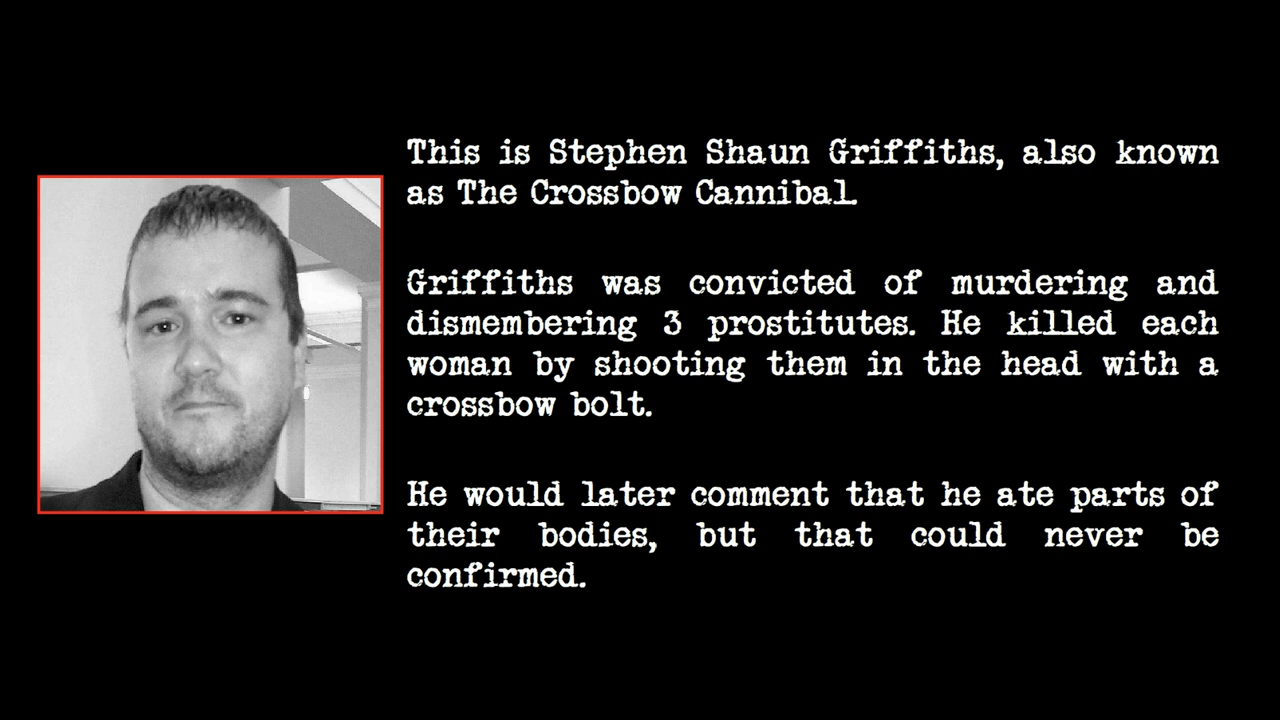 This is Stephen Shaun Griffiths, also known
as The Crossbow Cannibal.
Griffiths was convicted of murdering and
dismembering 3 prostitutes. He killed each
woman by shooting them in the head with a
crossbow bolt.
He would later comment that he ate parts of
their bodies, but that could never be
confirmed.